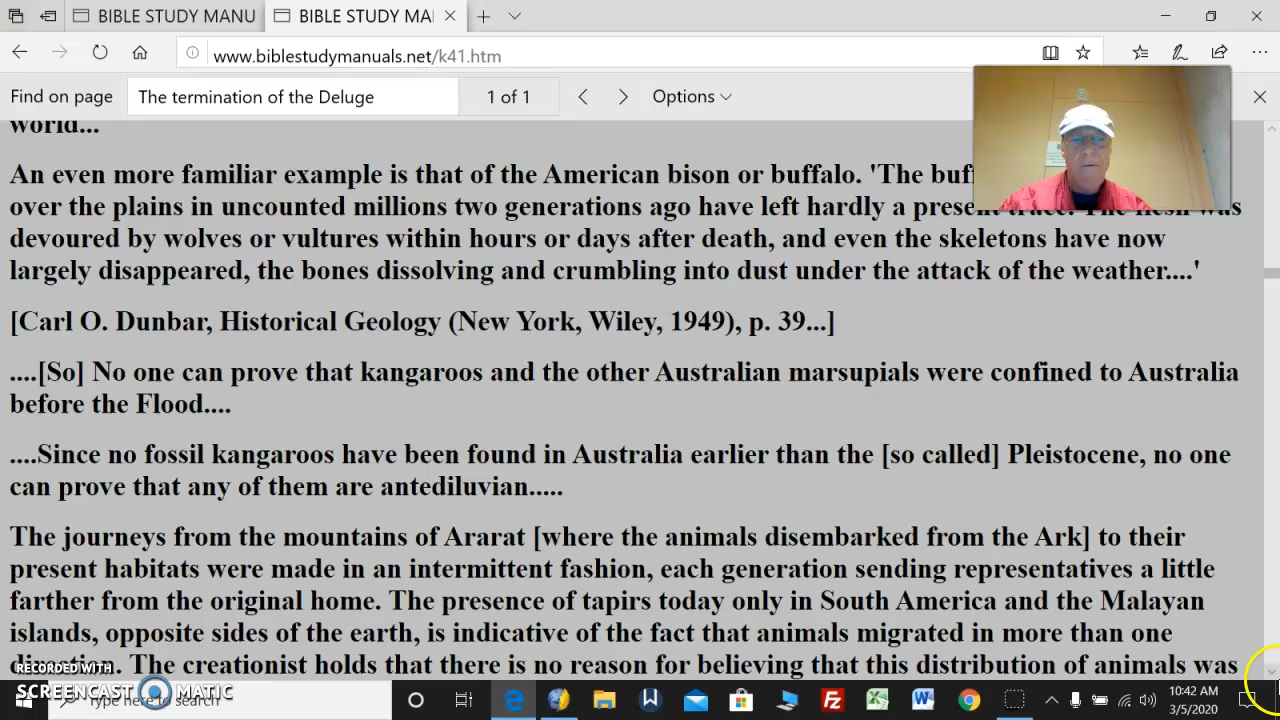 BIBLE STUDY MANU
BIBLE STUDY MA
www.biblestudymanuals.net/k41.htm
Find on page
The termination of the Deluge
1 of 1
Options
world...
An even more familiar example is that of the American bison or buffalo. 'The buf
over the plains in uncounted millions two generations ago have left hardly a present trace. The flesh was
devoured by wolves or vultures within hours or days after death, and even the skeletons have now
largely disappeared, the bones dissolving and crumbling into dust under the attack of the weather....'
[Carl O. Dunbar, Historical Geology (New York, Wiley, 1949), p. 39...]
....[So] No one can prove that kangaroos and the other Australian marsupials were confined to Australia
before the Flood....
....Since no fossil kangaroos have been found in Australia earlier than the [so called] Pleistocene, no one
can prove that any of them are antediluvian.....
The journeys from the mountains of Ararat [where the animals disembarked from the Ark] to their
present habitats were made in an intermittent fashion, each generation sending representatives a little
farther from the original home. The presence of tapirs today only in South America and the Malayan
islands, opposite sides of the earth, is indicative of the fact that animals migrated in more than one
direction. The creationist holds that there is no reason for believing that this distribution of animals was
RECORDED WITH
SCREENCAST MATIC
Type here to search
10:42 AM
3/5/2020